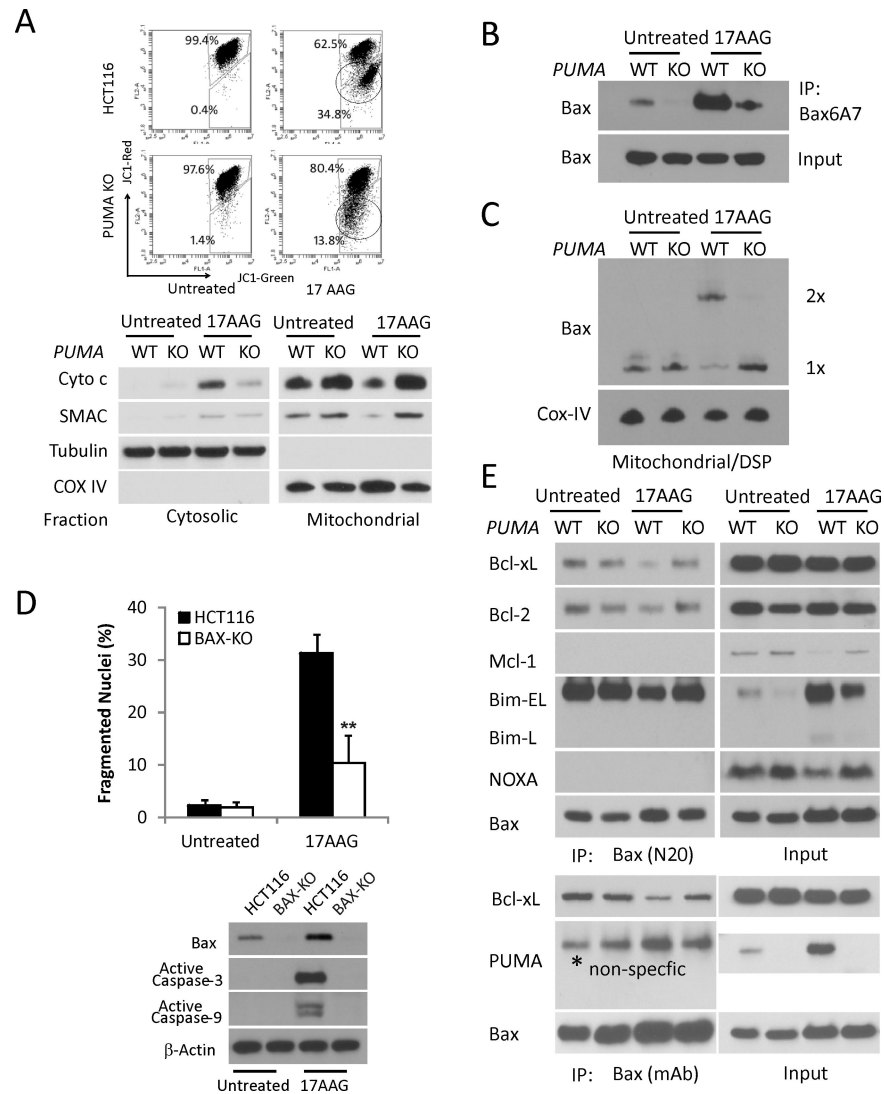 A
99.4%
62.5%
HCT116
FL2-A
FL2-A
0.4%
34.8%
FL1-A
JC1-Red
97.6%
80.4%
PUMA KO
FL2-A
FL2-A
1.4%
13.8%
FL1-A
FL1-A
JC1-Green
Untreated
17 AAG
Untreated 17AAG Untreated 17AAG
PUMA WT KO WT KO WT KO WT KO
Cyto c
SMAC
Tubulin
COX IV
Fraction Cytosolic Mitochondrial
B
Untreated 17AAG
PUMA WT KO WT KO
Bax
IP:
Bax6A7
Bax
Input
C
Untreated 17AAG
PUMA WT KO WT KO
2x
Bax
1x
Cox-IV
Mitochondrial/DSP
D
Fragmented Nuclei (%)
40
30
20
10
0
HCT116
BAX-KO
**
Untreated 17AAG
HCT116 BAX-KO HCT116 BAX-KO
Bax
Active
Caspase-3
Active
Caspase-9
β-Actin
Untreated 17AAG
E
Untreated 17AAG Untreated 17AAG
PUMA WT KO WT KO WT KO WT KO
Bcl-xL
Bcl-2
Mcl-1
Bim-EL
Bim-L
NOXA
Bax
IP: Bax (N20) Input
Bcl-xL
PUMA
* non-specfic
Bax
IP: Bax (mAb) Input